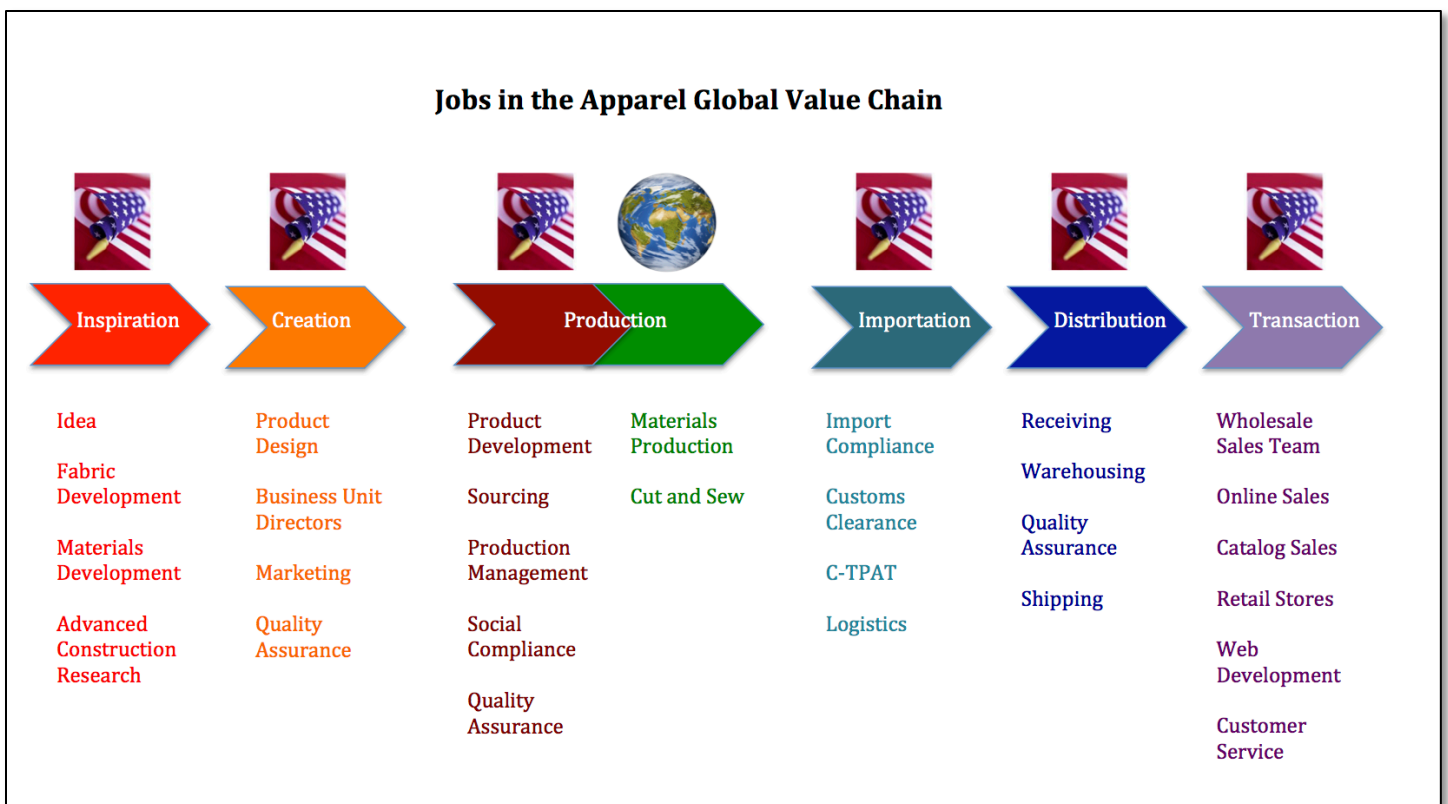 Jobs in the Apparel Global Value Chain
Inspiration
Creation
Production
Importation
Distribution
Transaction
Idea
Fabric
Development
Materials
Development
Advanced
Construction
Research
Product
Design
Business Unit
Directors
Marketing
Quality
Assurance
Product
Development
Sourcing
Production
Management
Social
Compliance
Quality
Assurance
Materials
Production
Cut and Sew
Import
Compliance
Customs
Clearance
C-TPAT
Logistics
Receiving
Warehousing
Quality
Assurance
Shipping
Wholesale
Sales Team
Online Sales
Catalog Sales
Retail Stores
Web
Development
Customer
Service